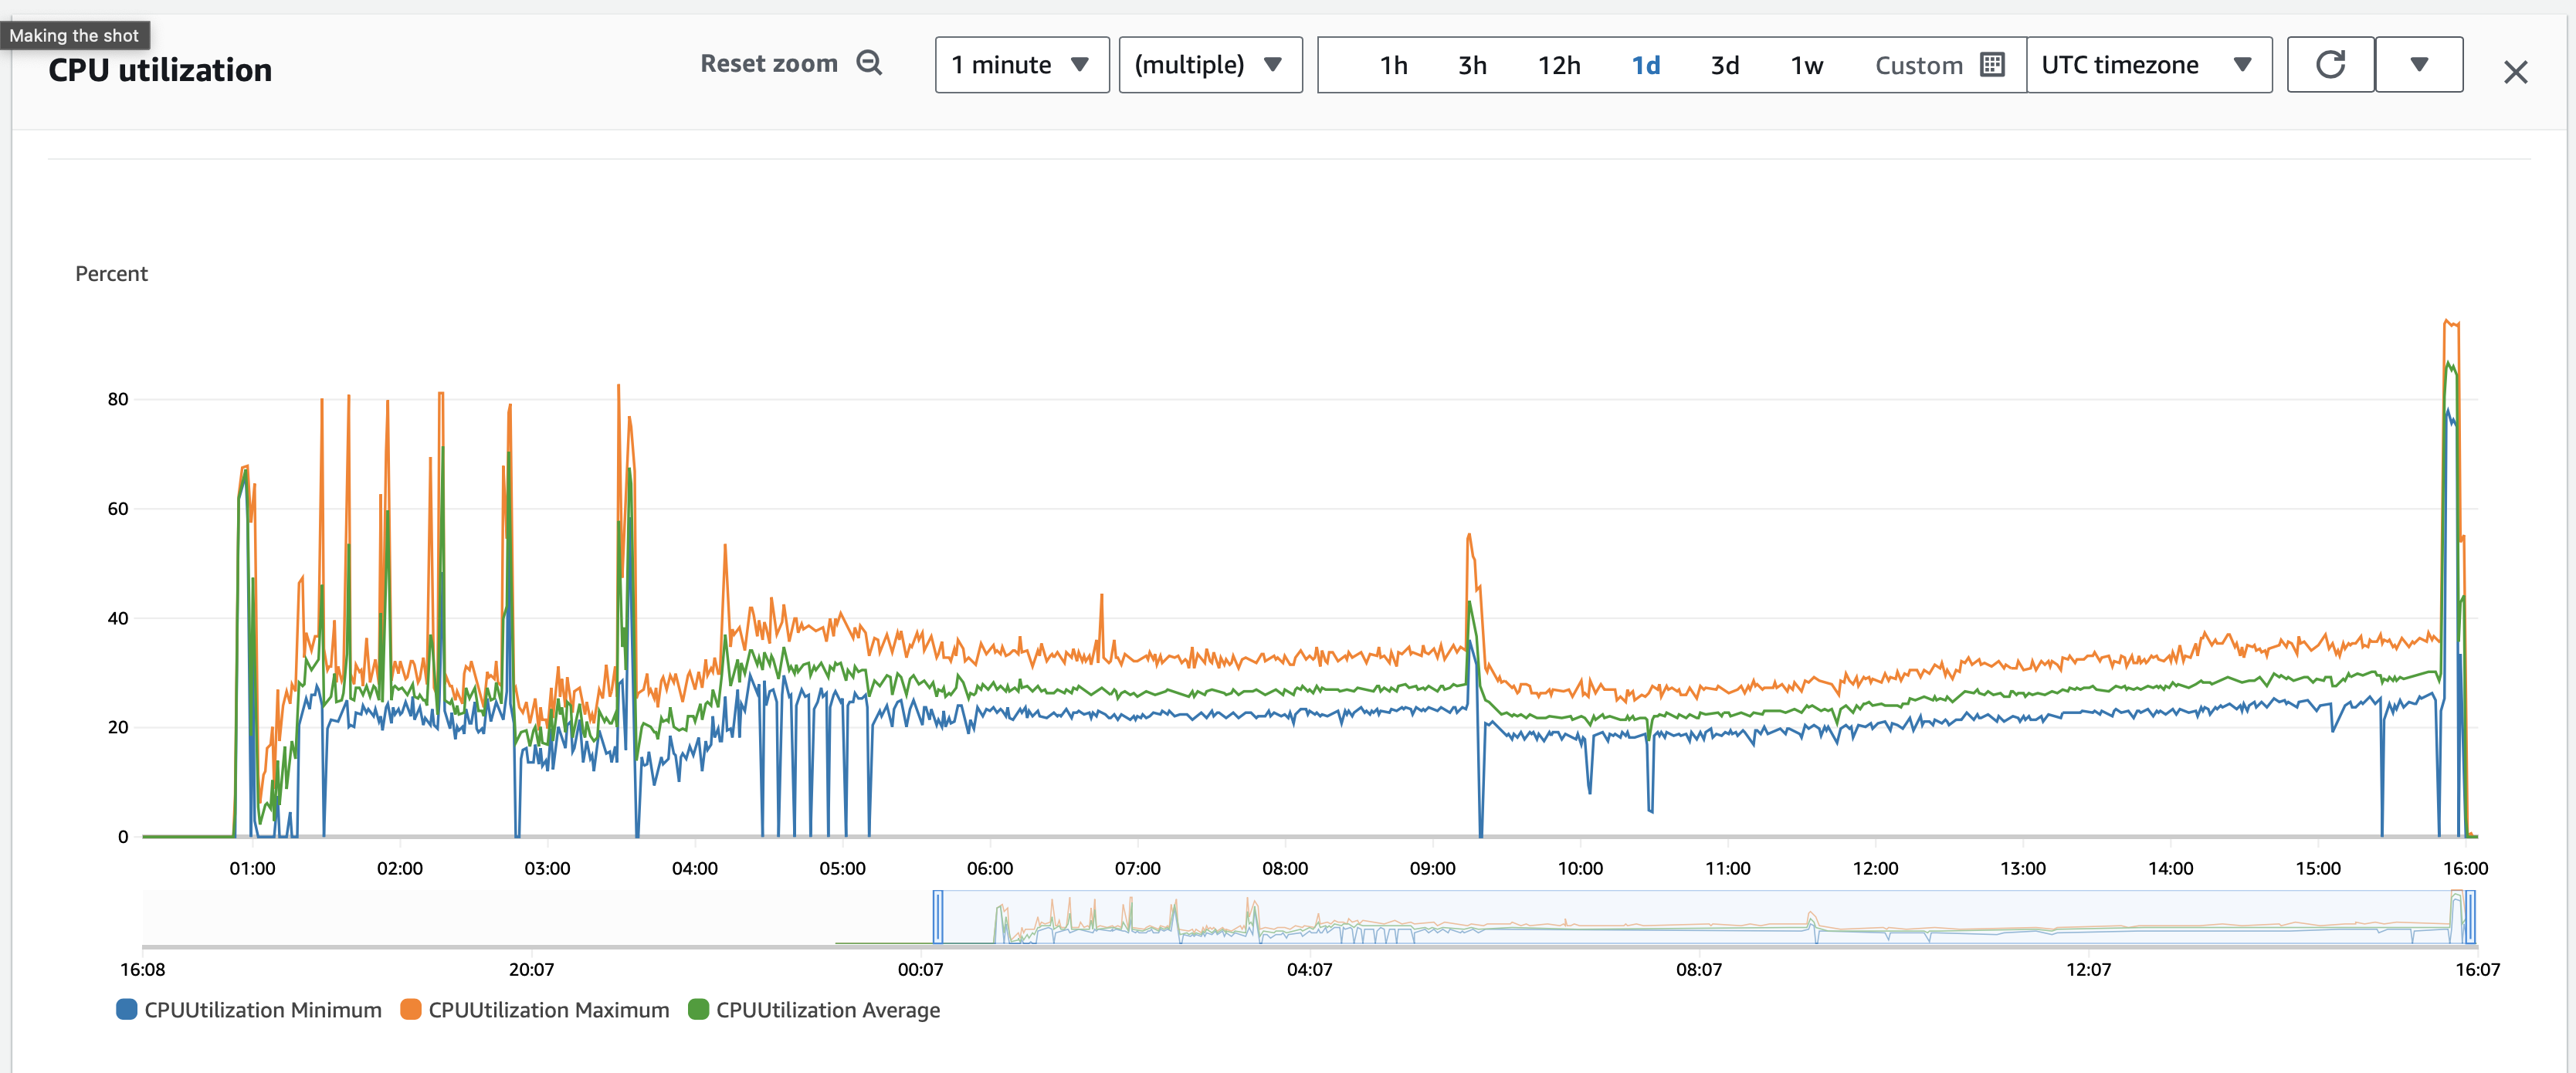 Making the shot
CPU utilization
Reset zoom
1 minute
(multiple)
1h 3h 12h 1d 3d 1w Custom
UTC timezone
Percent
80
60
40
20
0
01:00 02:00 03:00 04:00 05:00 06:00 07:00 08:00 09:00 10:00 11:00 12:00 13:00 14:00 15:00 16:00
16:08 20:07 00:07 04:07 08:07 12:07 16:07
CPUUtilization Minimum CPUUtilization Maximum CPUUtilization Average